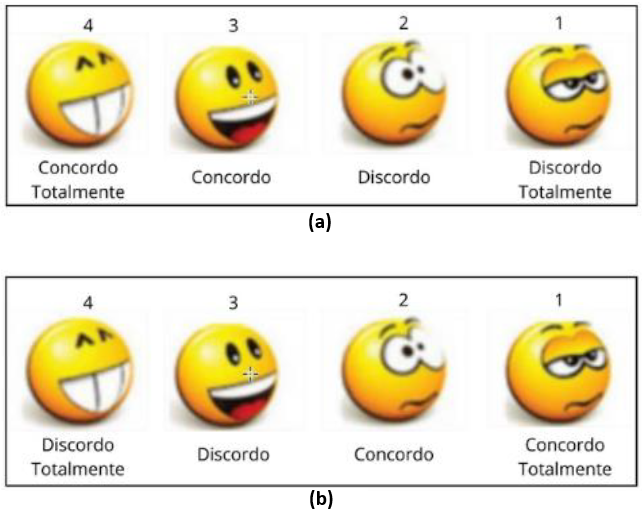 4 3 2 1
Concordo Totalmente
Concordo
Discordo
Discordo Totalmente
(a)
4 3 2 1
Discordo Totalmente
Discordo
Concordo
Concordo Totalmente
(b)